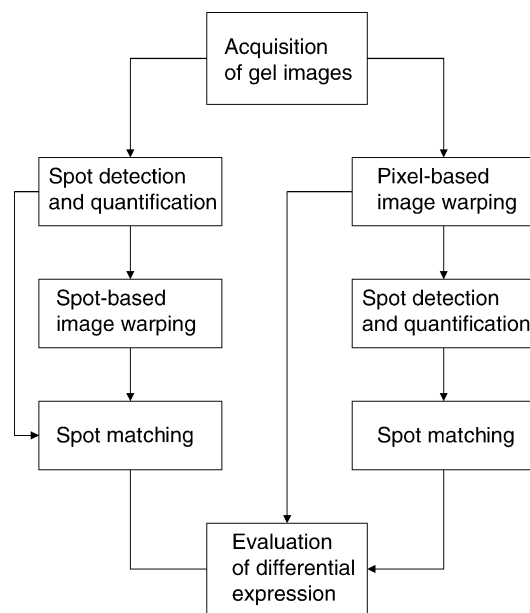 Acquisition
of gel images
Spot detection
and quantification
Pixel-based
image warping
Spot-based
image warping
Spot detection
and quantification
Spot matching
Spot matching
Evaluation
of differential
expression